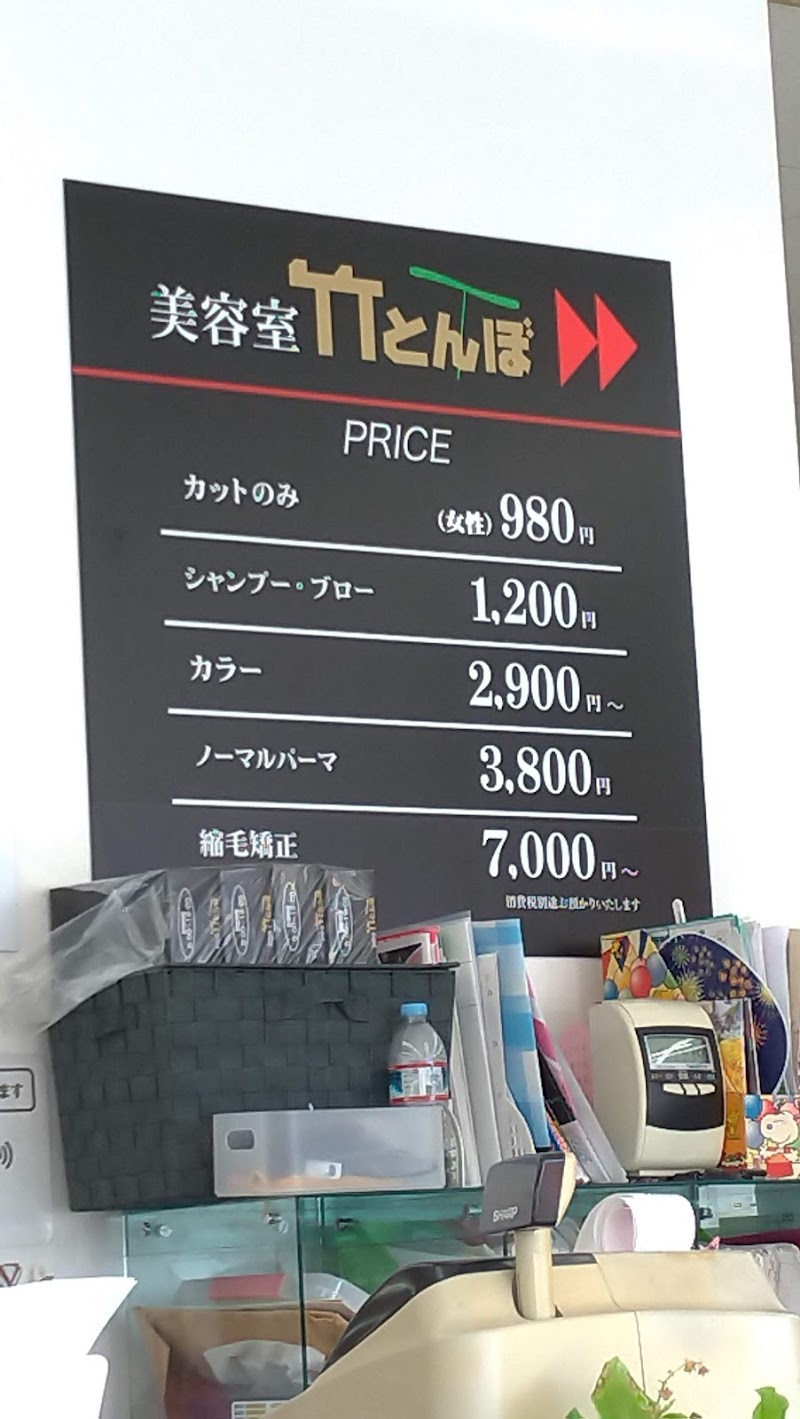 美容室竹とんぼ
PRICE
カットのみ (女性) 980円
シャンプー・ブロー 1,200円
カラー 2,900円～
ノーマルパーマ 3,800円
縮毛矯正 7,000円～
消費税別途お預かりいたします
ます
SHARP